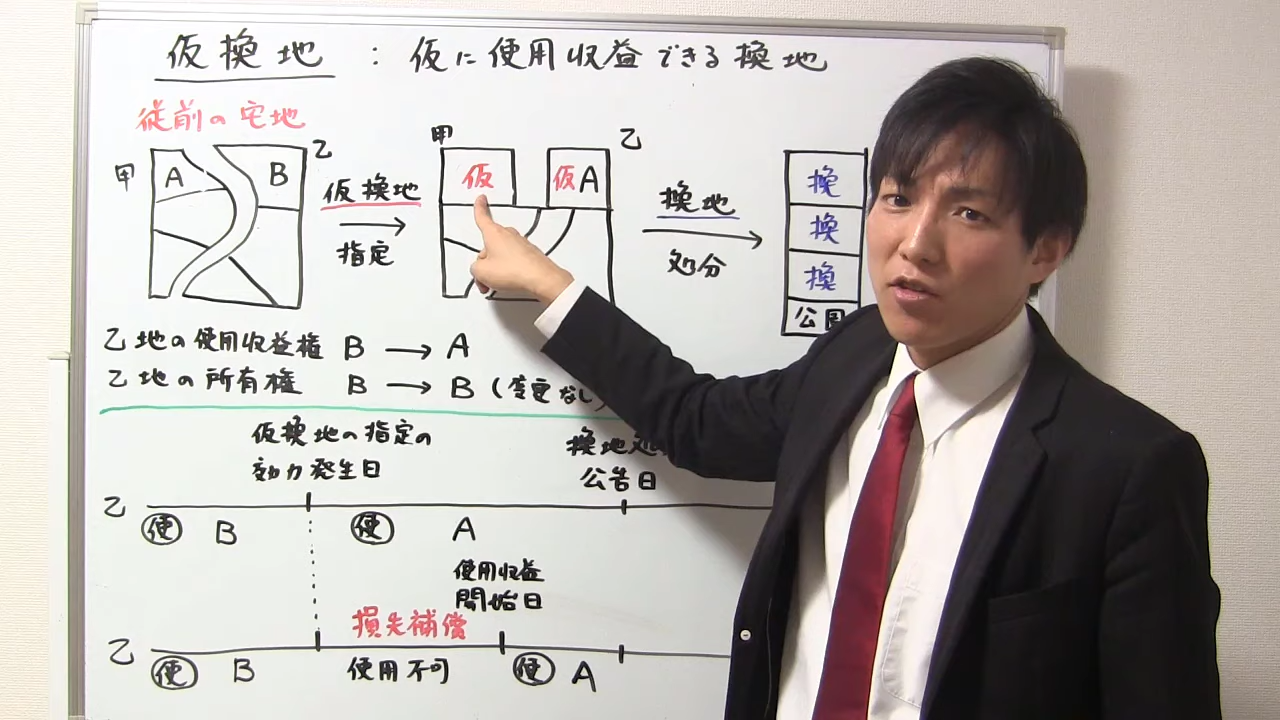 仮換地 : 仮に使用収益できる換地
従前の宅地
甲 A B 乙
仮換地
指定
甲 仮 仮A 乙
換地
処分
換
換
換
公用
乙地の使用収益権 B → A
乙地の所有権 B → B (変更なし)
仮換地の指定の
効力発生日
換地処
公告日
乙
使 B 使 A
使用収益
開始日
損失補償
乙
使 B 使用不可 使 A